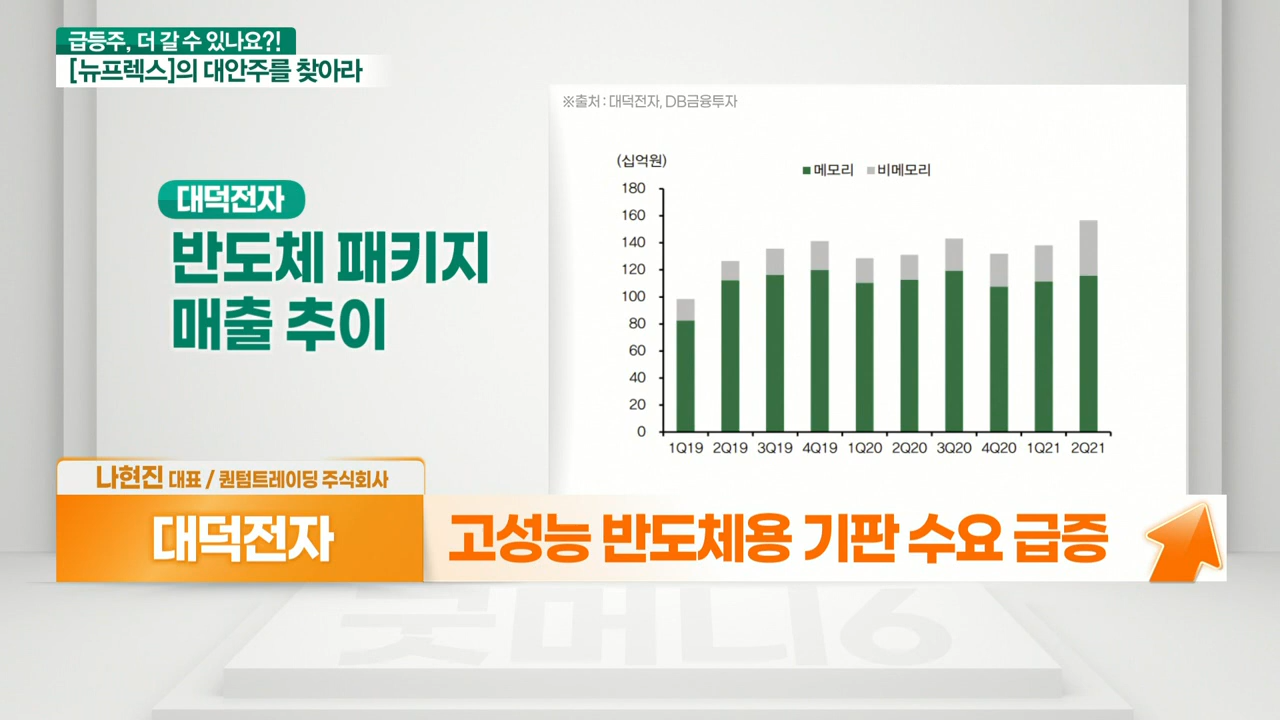 급등주, 더 갈 수 있나요?!
[뉴프렉스]의 대안주를 찾아라
※출처 : 대덕전자, DB금융투자
대덕전자
반도체 패키지
매출 추이
(십억원)
■메모리 ■비메모리
180
160
140
120
100
80
60
40
20
0
1Q19 2Q19 3Q19 4Q19 1Q20 2Q20 3Q20 4Q20 1Q21 2Q21
나현진 대표 / 퀀텀트레이딩 주식회사
대덕전자
고성능 반도체용 기판 수요 급증
굿머니6